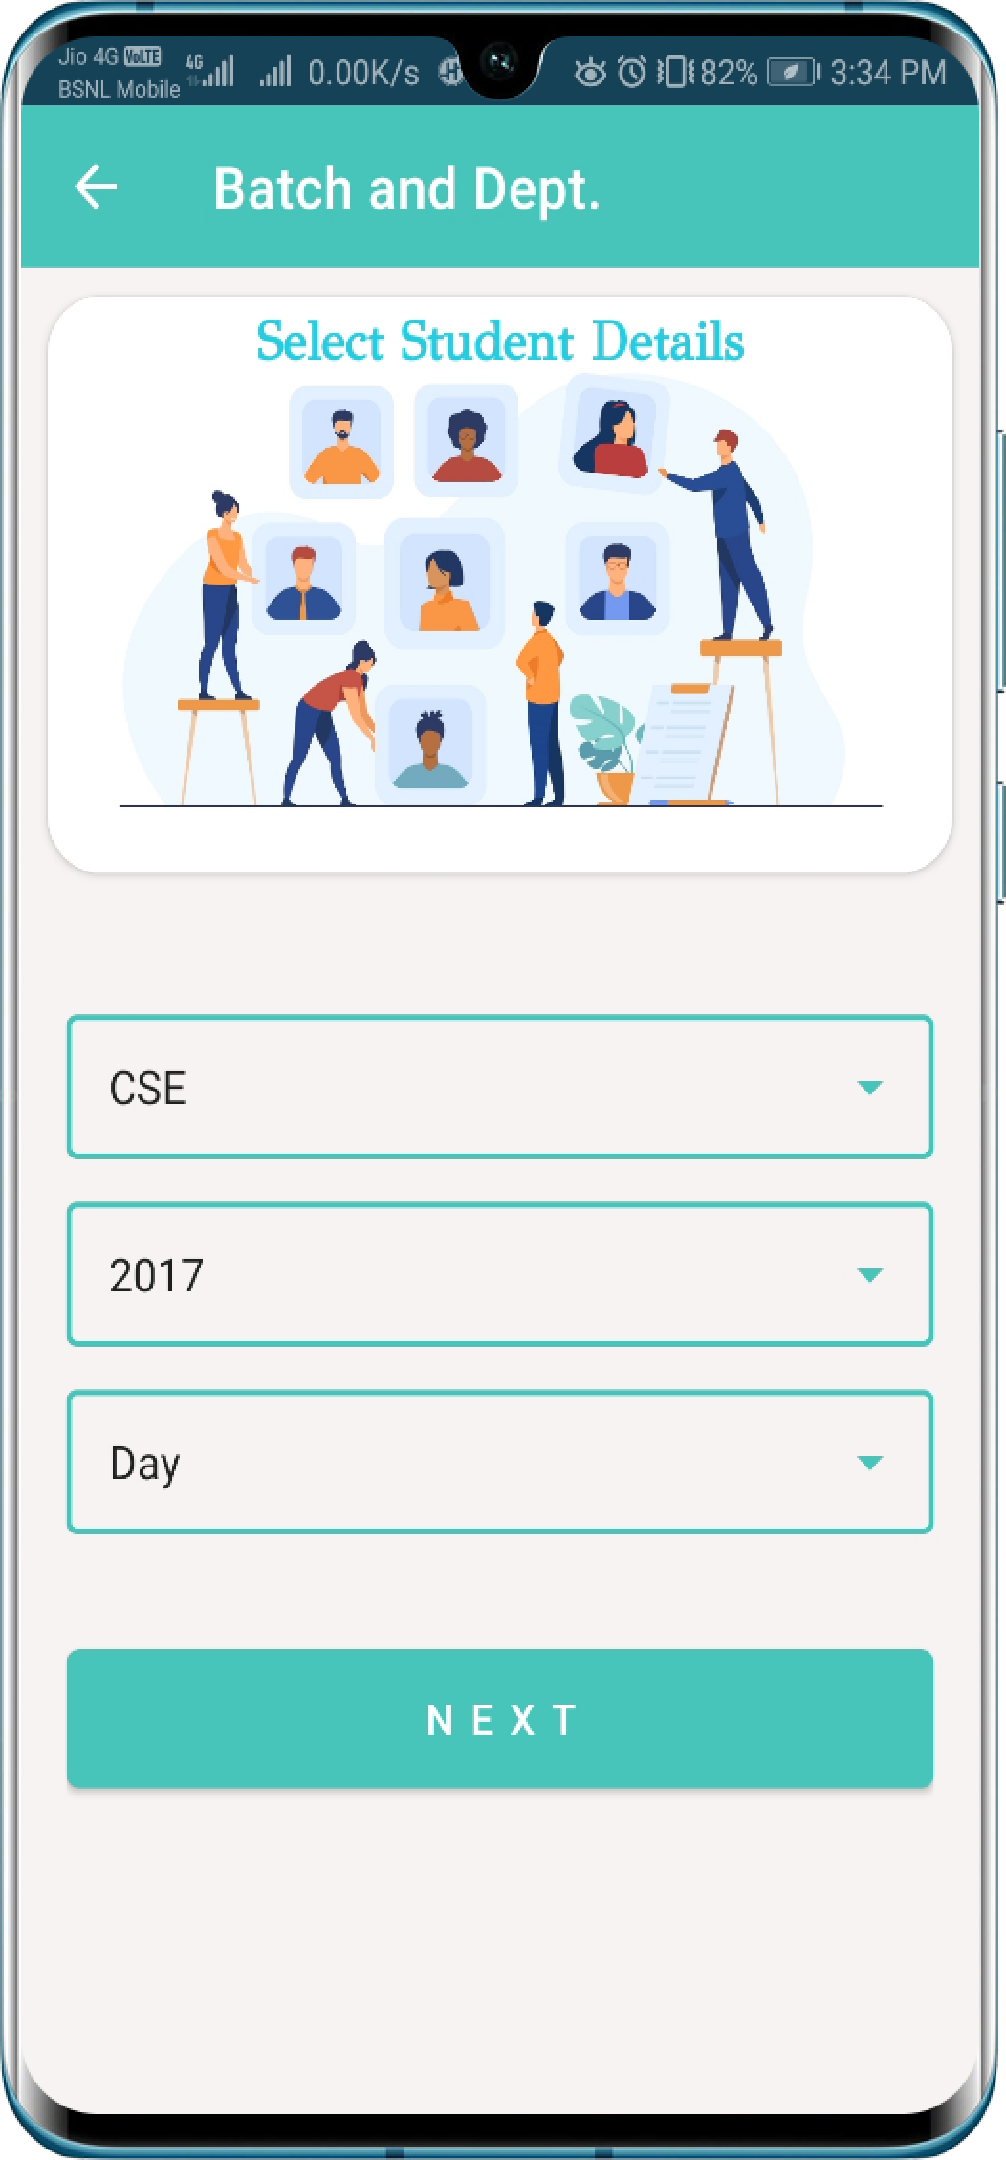 Jio 4G VoLTE
BSNL Mobile
4G
0.00K/s
82%
3:34 PM
Batch and Dept.
Select Student Details
CSE
2017
Day
NEXT